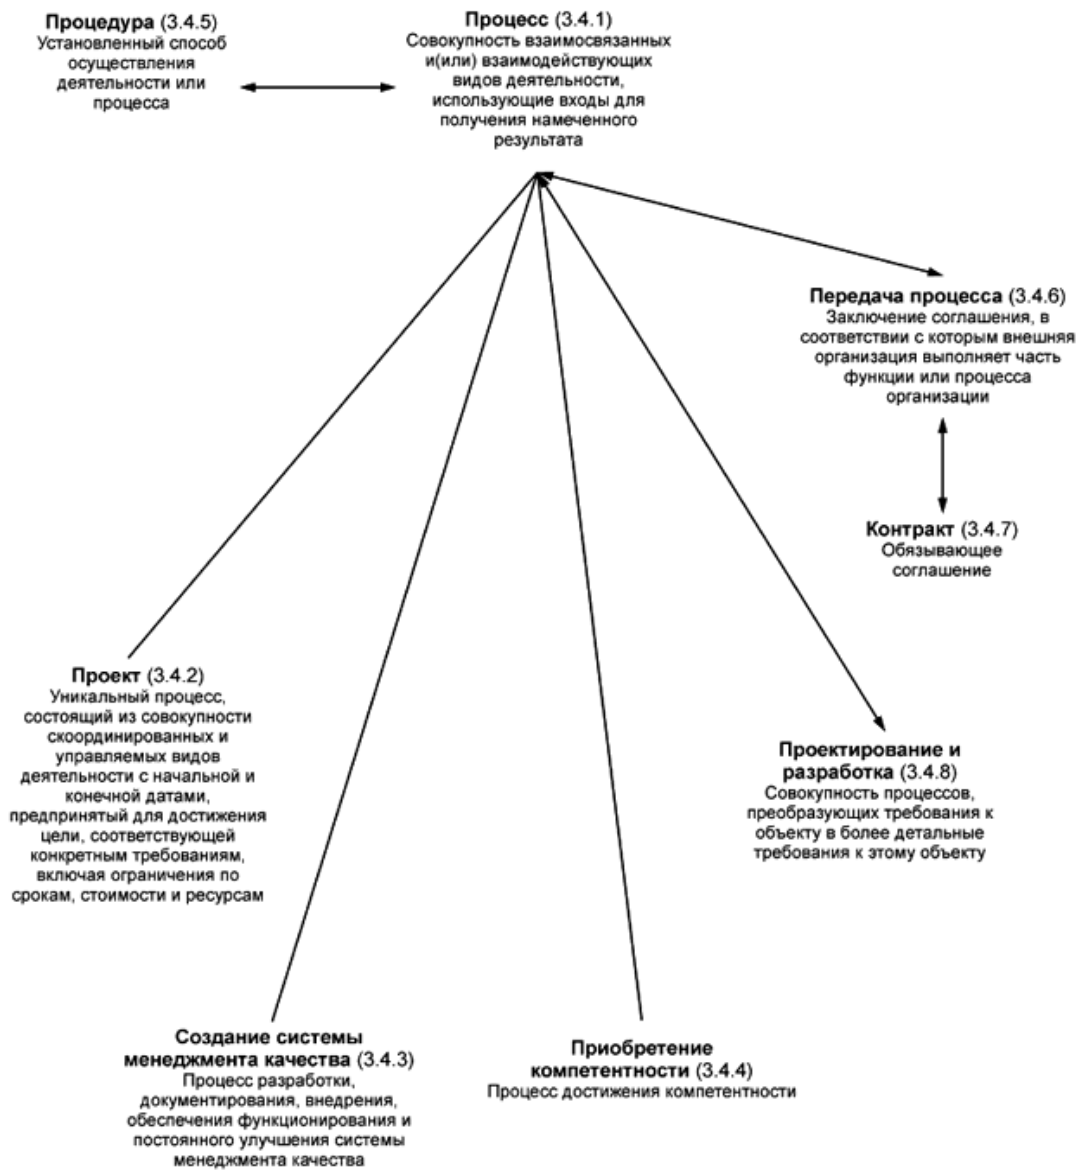 Процедура (3.4.5)
Установленный способ
осуществления
деятельности или
процесса
Процесс (3.4.1)
Совокупность взаимосвязанных
и(или) взаимодействующих
видов деятельности,
использующие входы для
получения намеченного
результата
Передача процесса (3.4.6)
Заключение соглашения, в
соответствии с которым внешняя
организация выполняет часть
функции или процесса
организации
Контракт (3.4.7)
Обязывающее
соглашение
Проект (3.4.2)
Уникальный процесс,
состоящий из совокупности
скоординированных и
управляемых видов
деятельности с начальной и
конечной датами,
предпринятый для достижения
цели, соответствующей
конкретным требованиям,
включая ограничения по
срокам, стоимости и ресурсам
Проектирование и
разработка (3.4.8)
Совокупность процессов,
преобразующих требования к
объекту в более детальные
требования к этому объекту
Создание системы
менеджмента качества (3.4.3)
Процесс разработки,
документирования, внедрения,
обеспечения функционирования и
постоянного улучшения системы
менеджмента качества
Приобретение
компетентности (3.4.4)
Процесс достижения компетентности